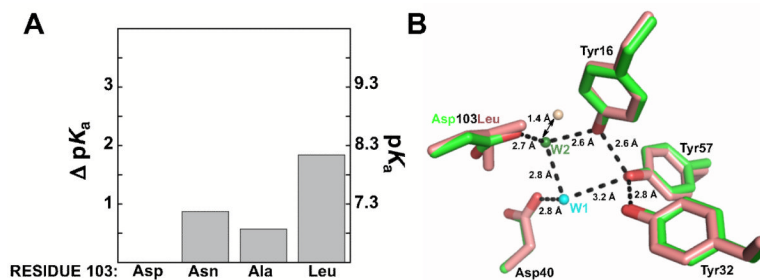 A
3
2
1
Δ pKa
9.3
8.3
7.3
pKa
RESIDUE 103: Asp Asn Ala Leu
B
Tyr16
Asp103Leu
1.4 Å
2.7 Å
W2
2.6 Å
2.6 Å
Tyr57
2.8 Å
W1
3.2 Å
2.8 Å
2.8 Å
Asp40
Tyr32